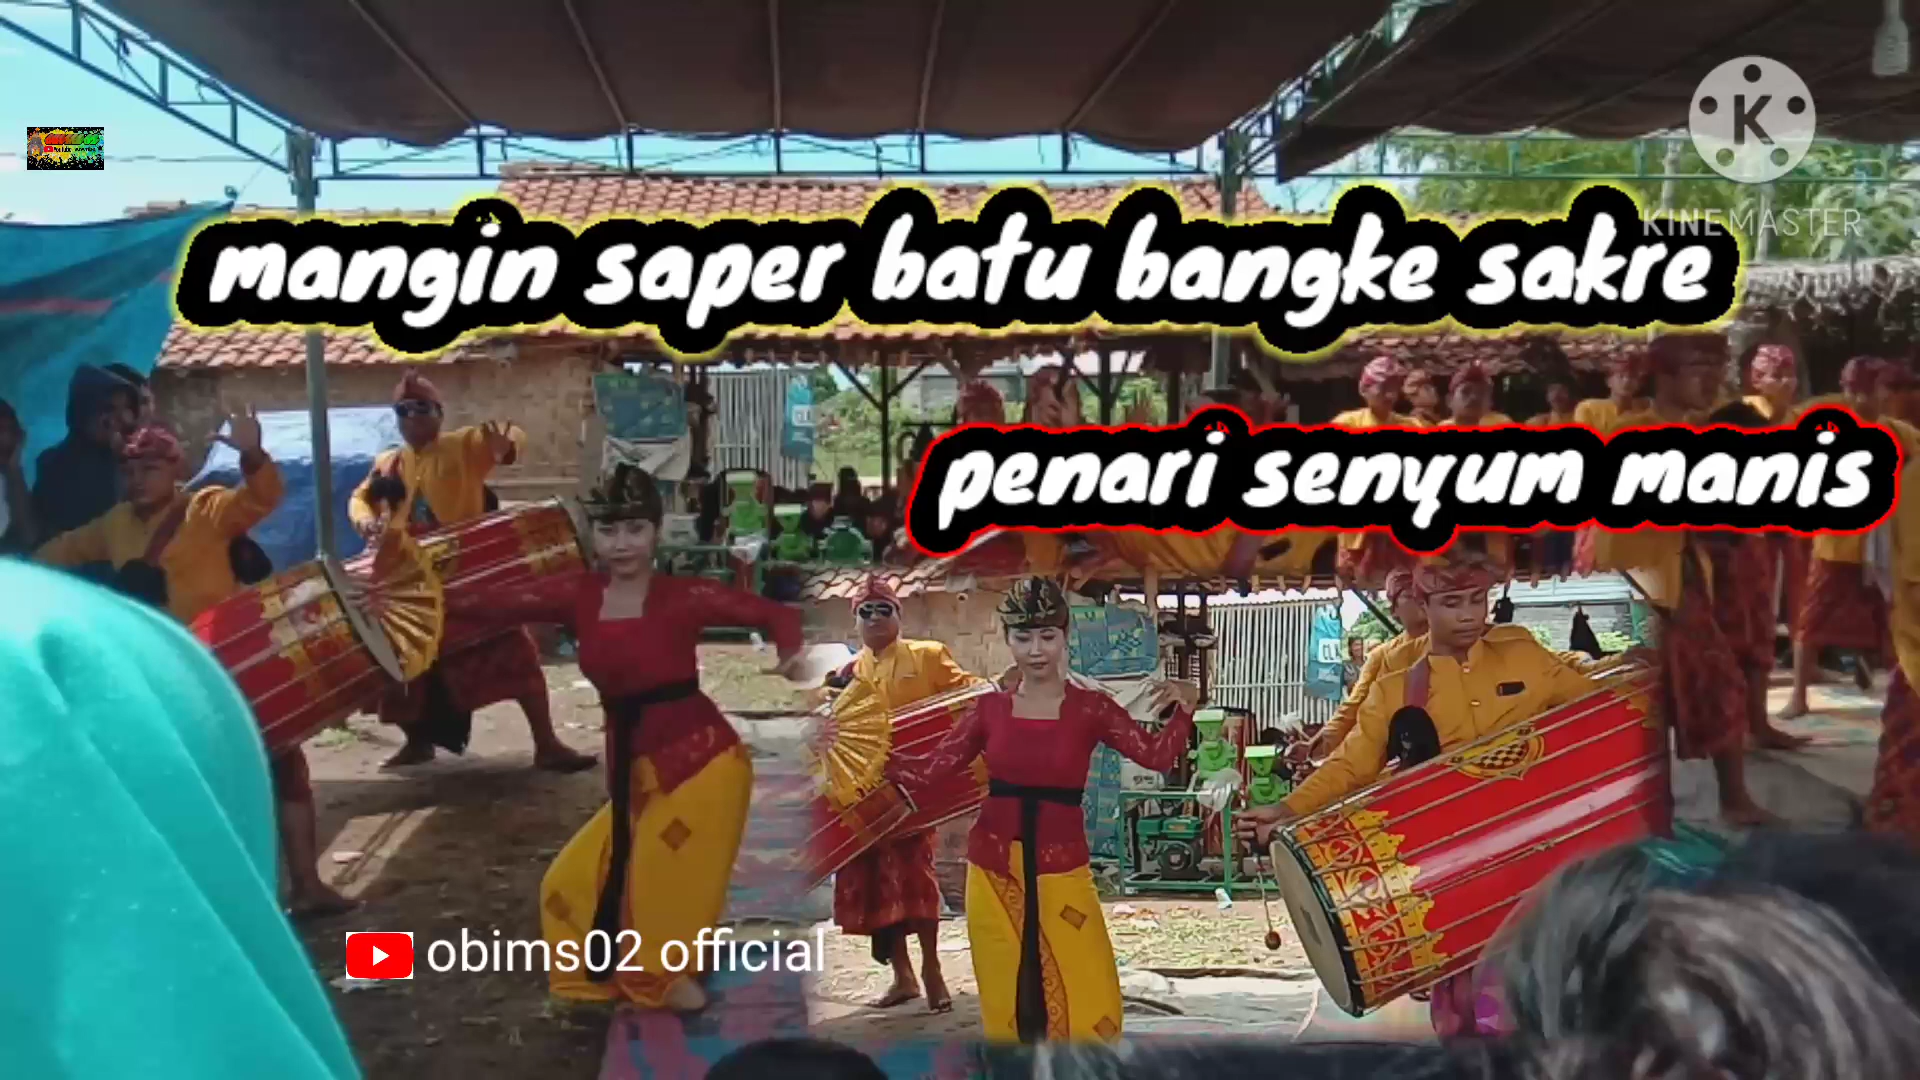 K
KINEMASTER
mangin saper batu bangke sakre
penari senyum manis
obims02 official